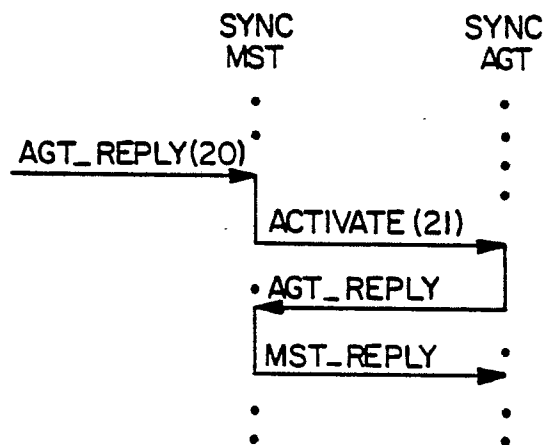 SYNC
MST
SYNC
AGT
AGT_REPLY(20)
ACTIVATE(21)
AGT_REPLY
MST_REPLY